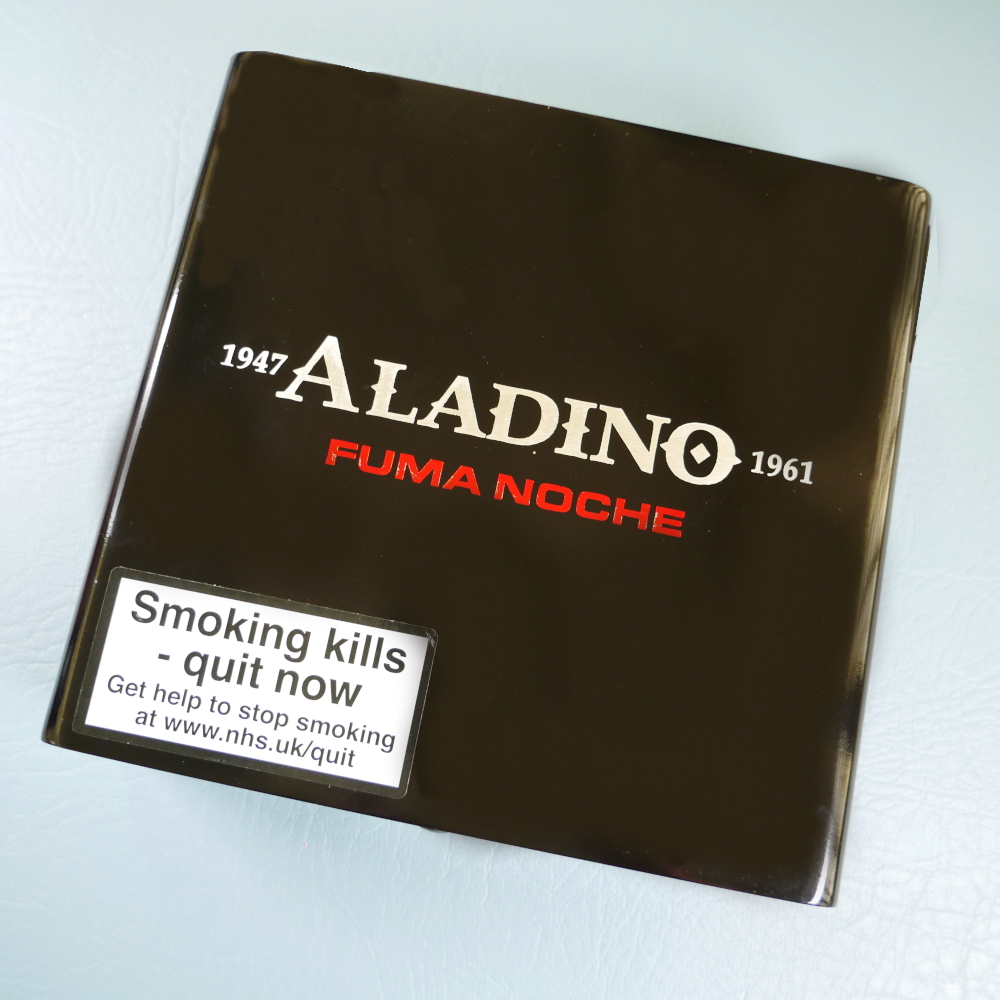 1947 ALADINO 1961
FUMA NOCHE
Smoking kills
- quit now
Get help to stop smoking
at www.nhs.uk/quit